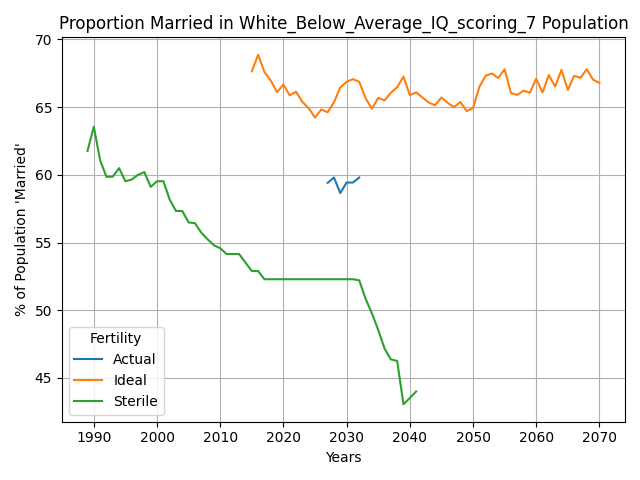 Proportion Married in White_Below_Average_IQ_scoring_7 Population
% of Population 'Married'
70
65
60
55
50
45
Fertility
Actual
Ideal
Sterile
1990 2000 2010 2020 2030 2040 2050 2060 2070
Years